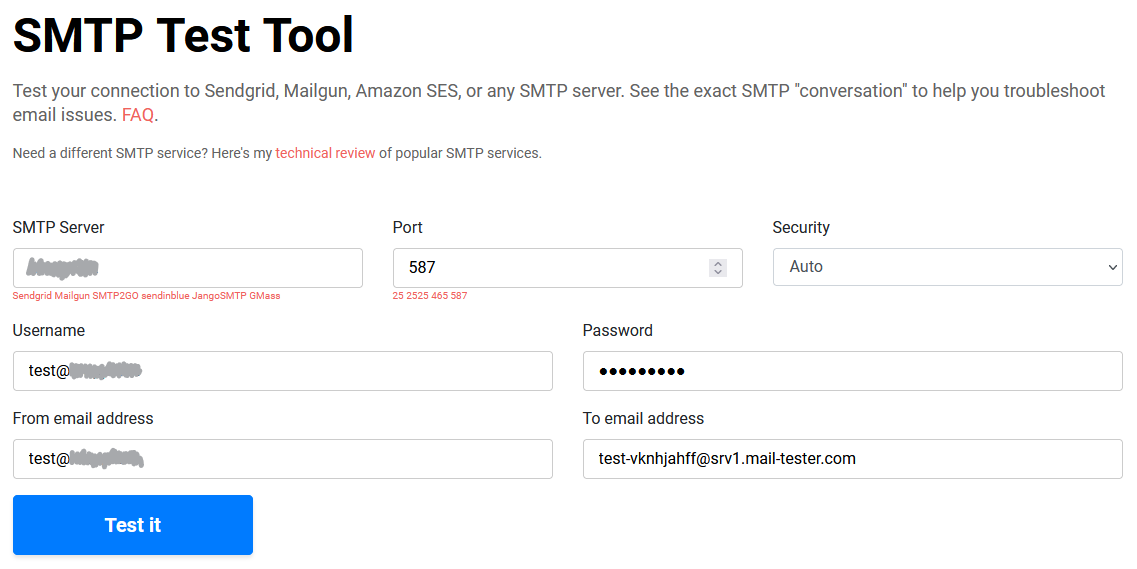 SMTP Test Tool
Test your connection to Sendgrid, Mailgun, Amazon SES, or any SMTP server. See the exact SMTP "conversation" to help you troubleshoot
email issues. FAQ.
Need a different SMTP service? Here's my technical review of popular SMTP services.
SMTP Server Port Security
587 Auto
Sendgrid Mailgun SMTP2GO sendinblue JangoSMTP GMass 25 2525 465 587
Username Password
test@ •••••••••
From email address To email address
test@ test-vknhjahff@srv1.mail-tester.com
Test it